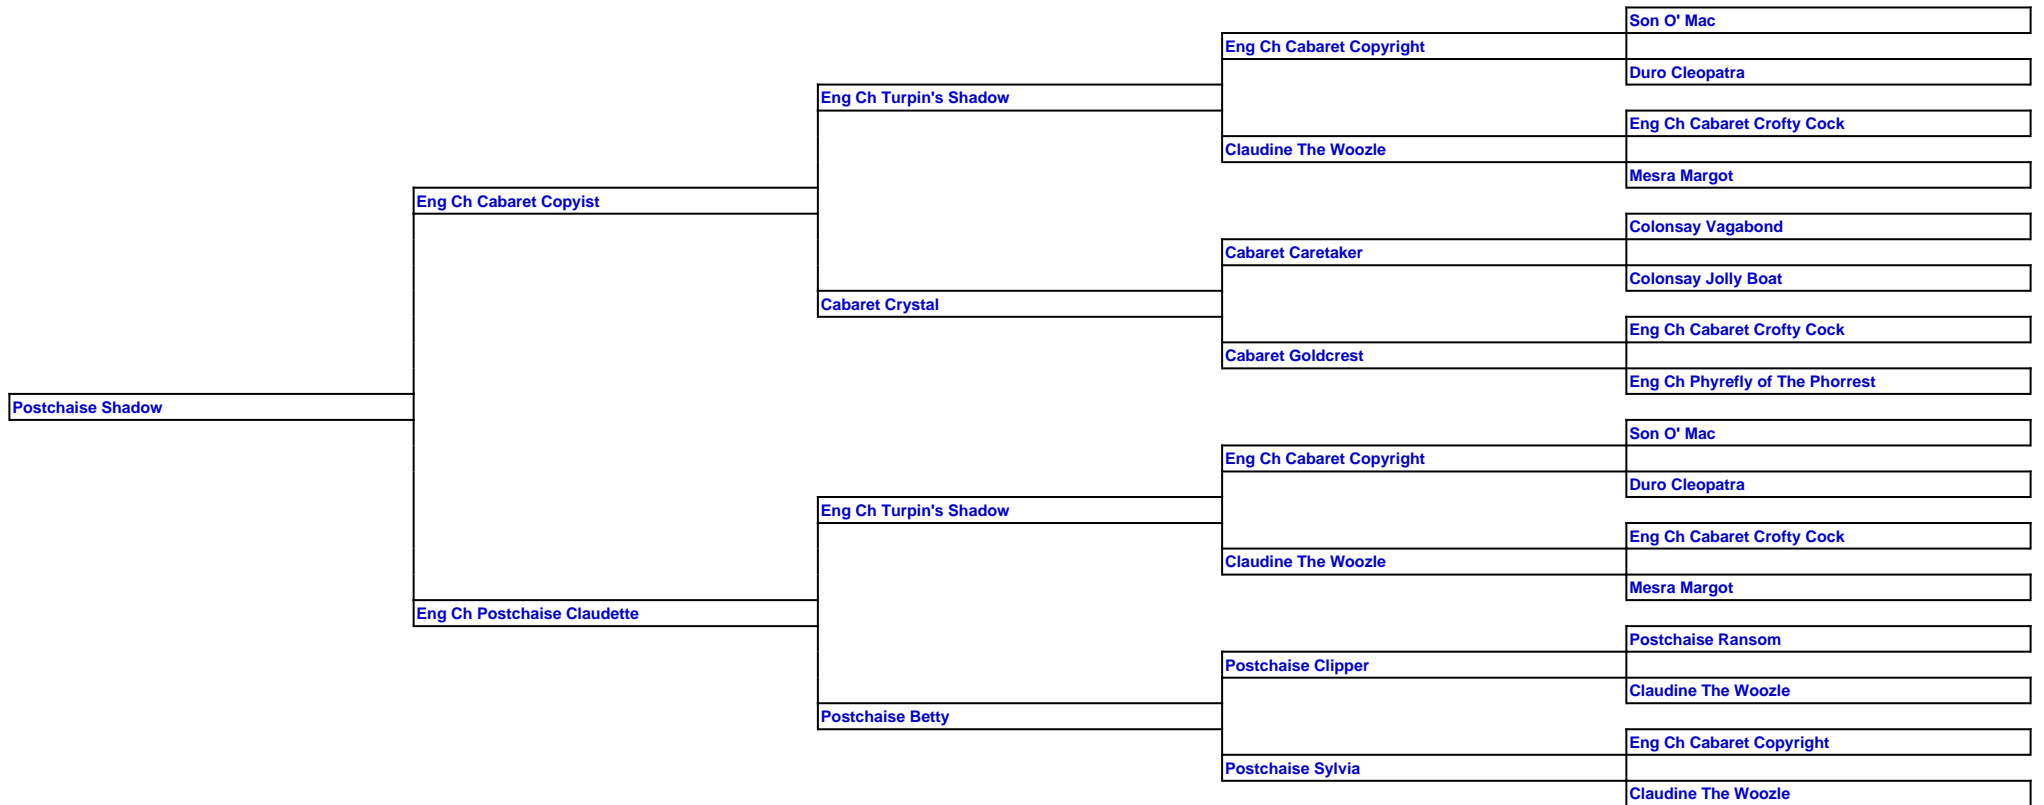 Son O' Mac
Eng Ch Cabaret Copyright
Duro Cleopatra
Eng Ch Turpin's Shadow
Eng Ch Cabaret Crofty Cock
Claudine The Woozle
Mesra Margot
Eng Ch Cabaret Copyist
Colonsay Vagabond
Cabaret Caretaker
Colonsay Jolly Boat
Cabaret Crystal
Eng Ch Cabaret Crofty Cock
Cabaret Goldcrest
Eng Ch Phyrefly of The Phorrest
Postchaise Shadow
Son O' Mac
Eng Ch Cabaret Copyright
Duro Cleopatra
Eng Ch Turpin's Shadow
Eng Ch Cabaret Crofty Cock
Claudine The Woozle
Mesra Margot
Eng Ch Postchaise Claudette
Postchaise Ransom
Postchaise Clipper
Claudine The Woozle
Postchaise Betty
Eng Ch Cabaret Copyright
Postchaise Sylvia
Claudine The Woozle